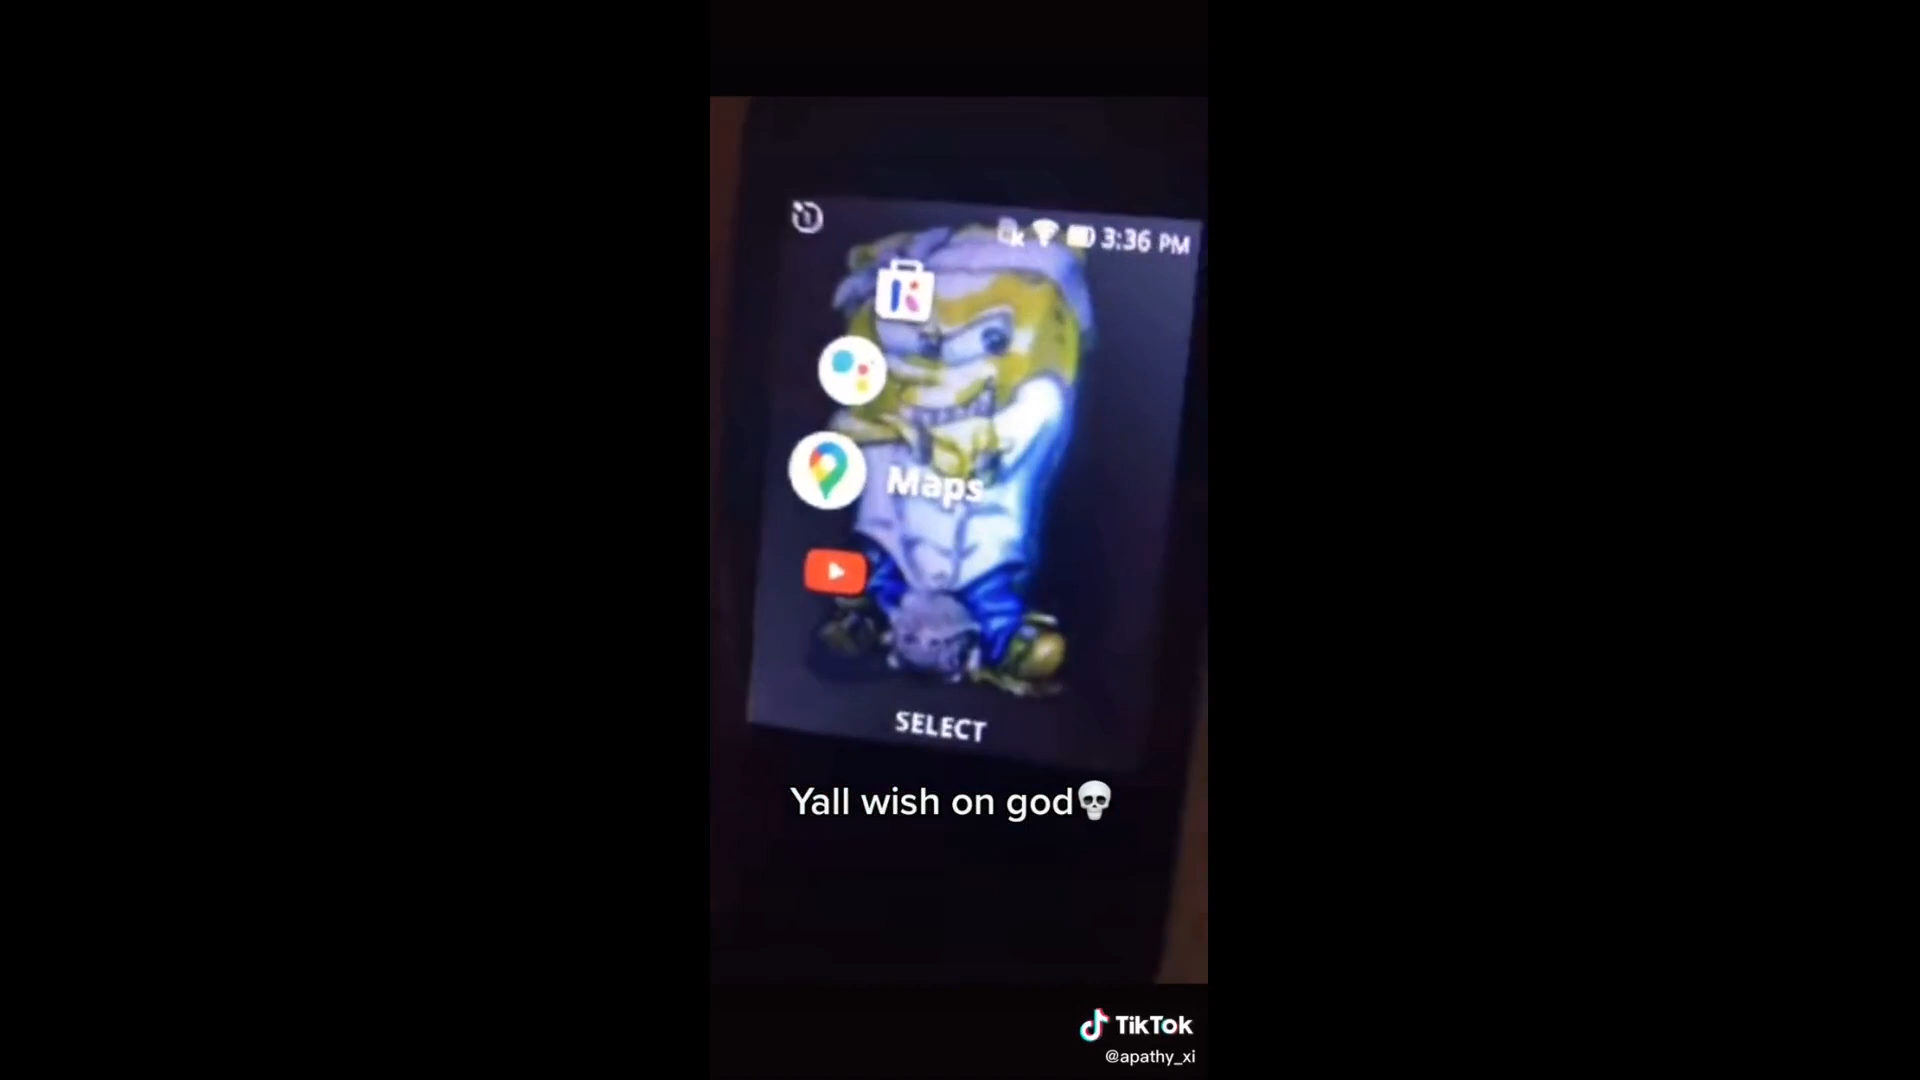 3:36 PM
Maps
SELECT
Yall wish on god💀
TikTok
@apathy_xi